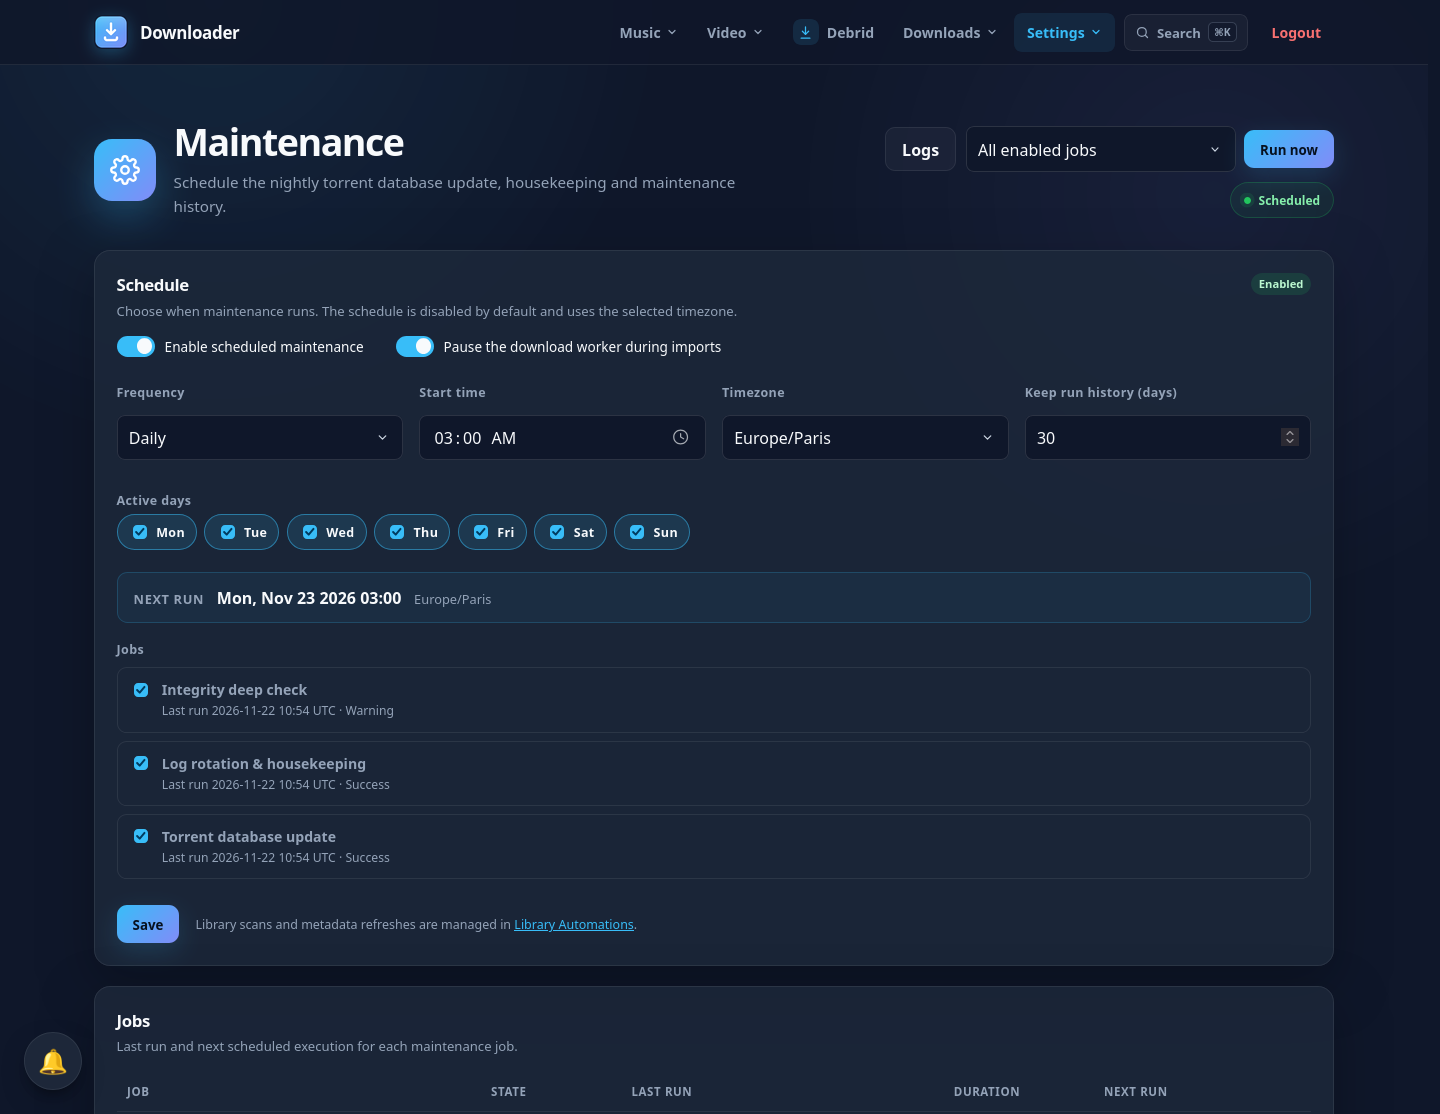 Downloader
Music
Video
Debrid
Downloads
Settings
Search
⌘K
Logout
Maintenance
Schedule the nightly torrent database update, housekeeping and maintenance
history.
Logs
All enabled jobs
Run now
Scheduled
Schedule
Enabled
Choose when maintenance runs. The schedule is disabled by default and uses the selected timezone.
Enable scheduled maintenance
Pause the download worker during imports
Frequency
Start time
Timezone
Keep run history (days)
Daily
03:00 AM
Europe/Paris
30
Active days
Mon
Tue
Wed
Thu
Fri
Sat
Sun
NEXT RUN Mon, Nov 23 2026 03:00 Europe/Paris
Jobs
Integrity deep check
Last run 2026-11-22 10:54 UTC · Warning
Log rotation & housekeeping
Last run 2026-11-22 10:54 UTC · Success
Torrent database update
Last run 2026-11-22 10:54 UTC · Success
Save
Library scans and metadata refreshes are managed in Library Automations.
Jobs
Last run and next scheduled execution for each maintenance job.
JOB
STATE
LAST RUN
DURATION
NEXT RUN